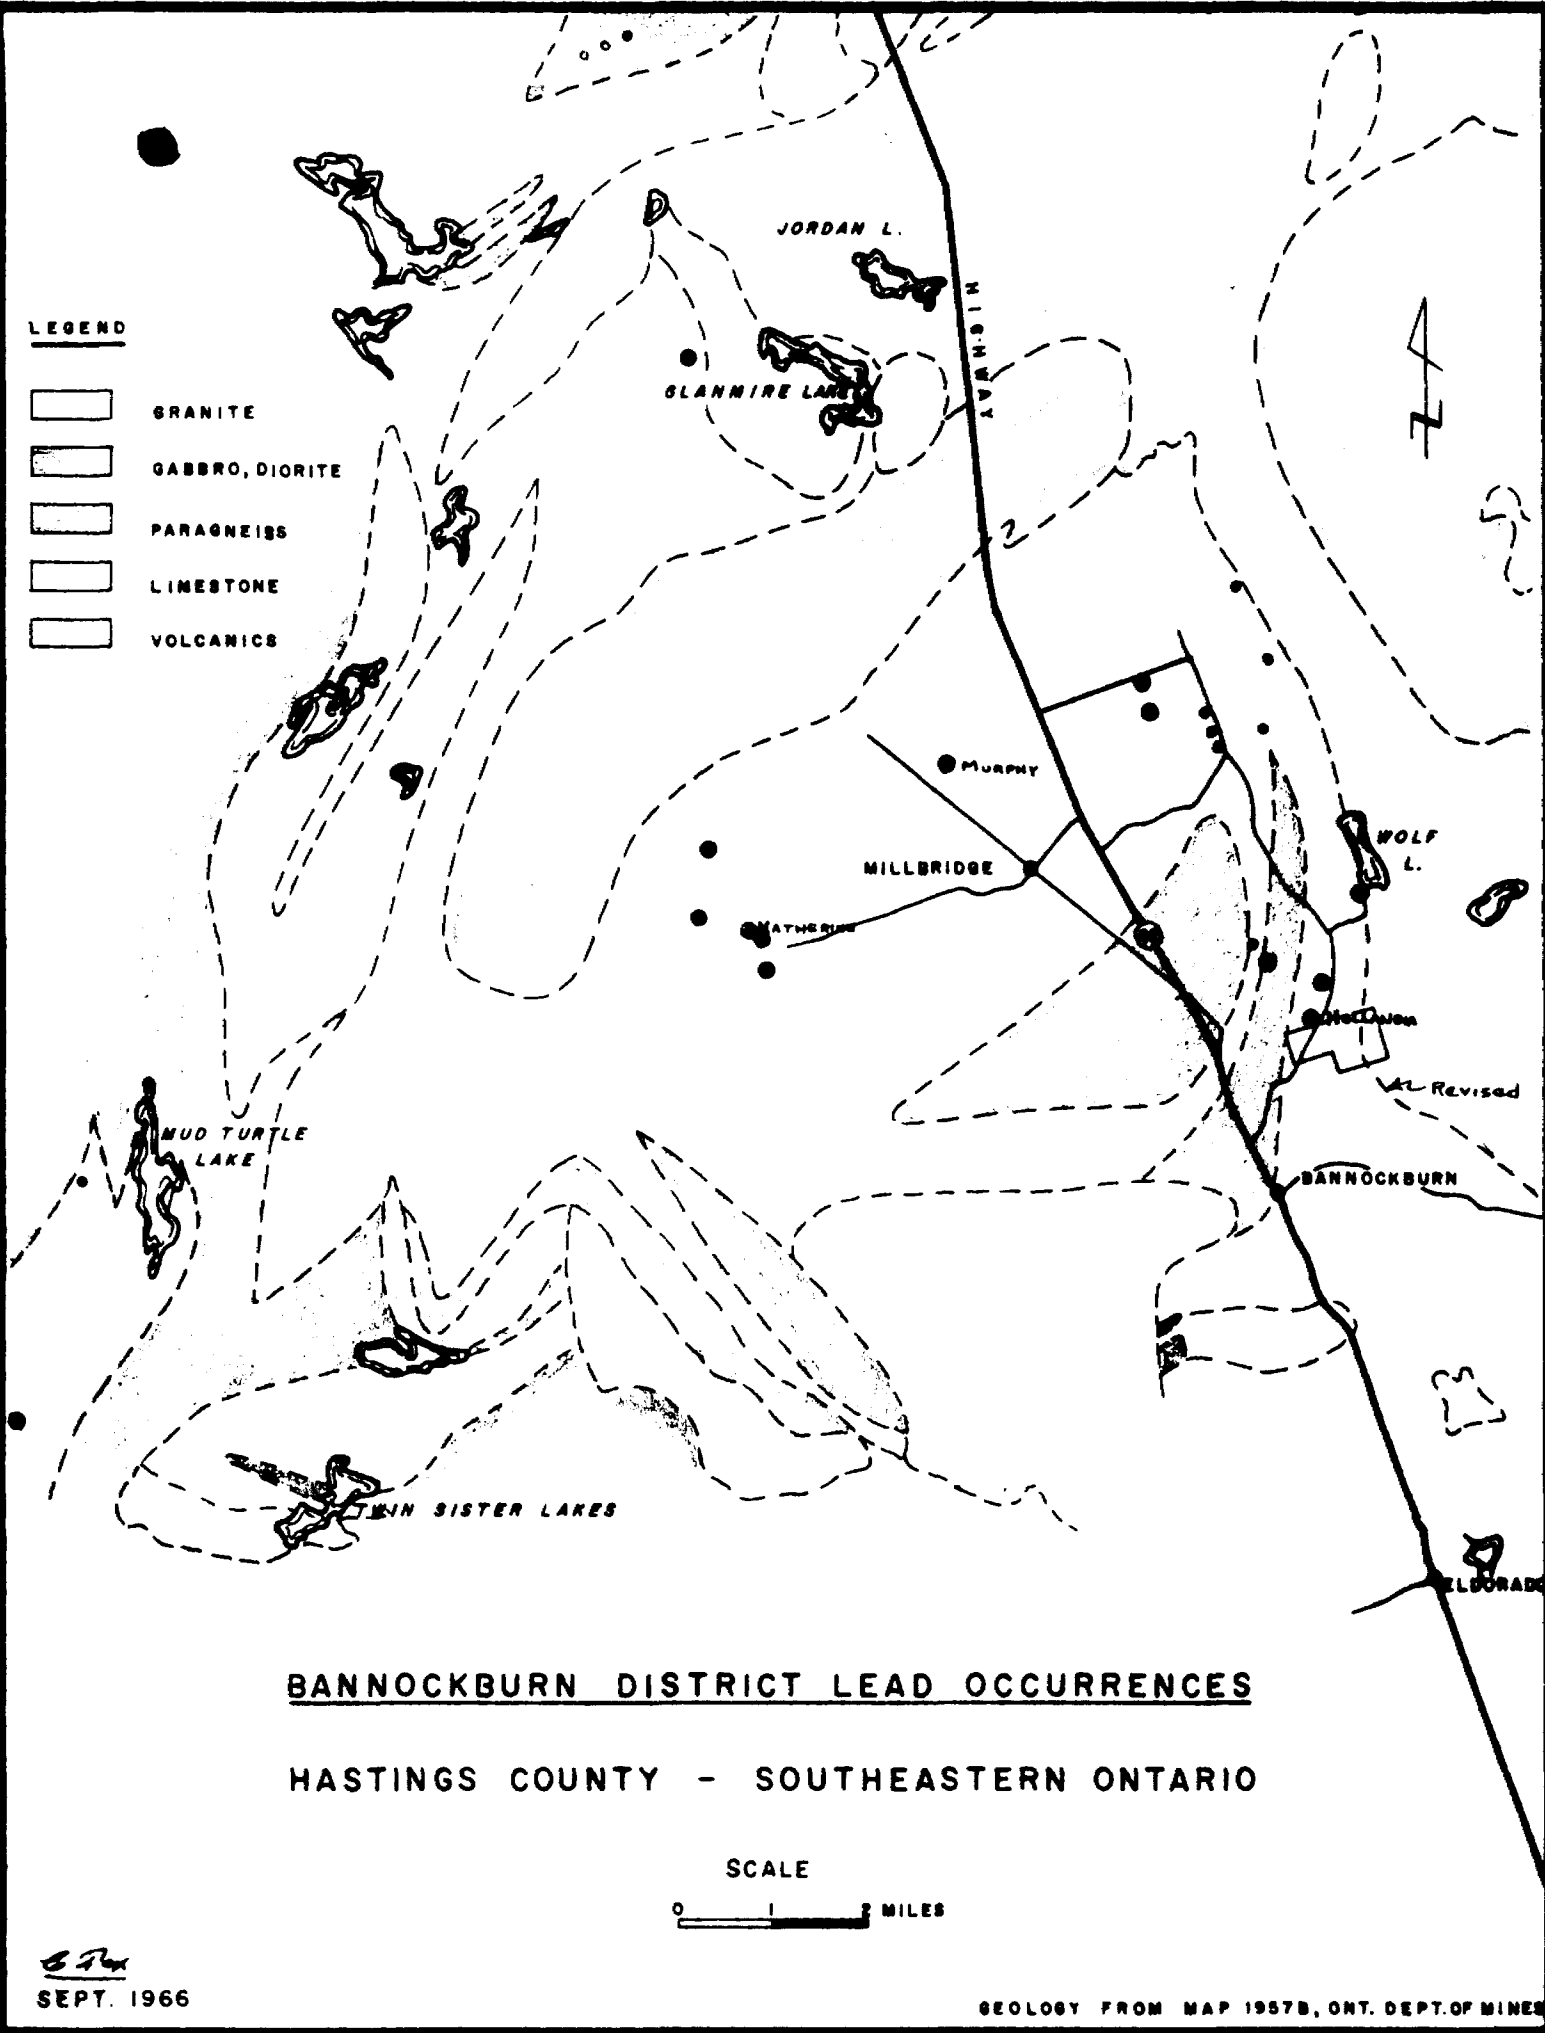 JORDAN L.
HIGHWAY
LEGEND
GLANMIRE LAKE
GRANITE
GABBRO, DIORITE
PARAGNEISS
LIMESTONE
VOLCANICS
2
MURPHY
WOLF
L.
MILLBRIDGE
KATHERINE
Revised
MUD TURTLE
LAKE
BANNOCKBURN
TWIN SISTER LAKES
ELDORADO
BANNOCKBURN DISTRICT LEAD OCCURRENCES
HASTINGS COUNTY - SOUTHEASTERN ONTARIO
SCALE
0 1 2 MILES
SEPT. 1966
GEOLOGY FROM MAP 1957B, ONT. DEPT. OF MINES